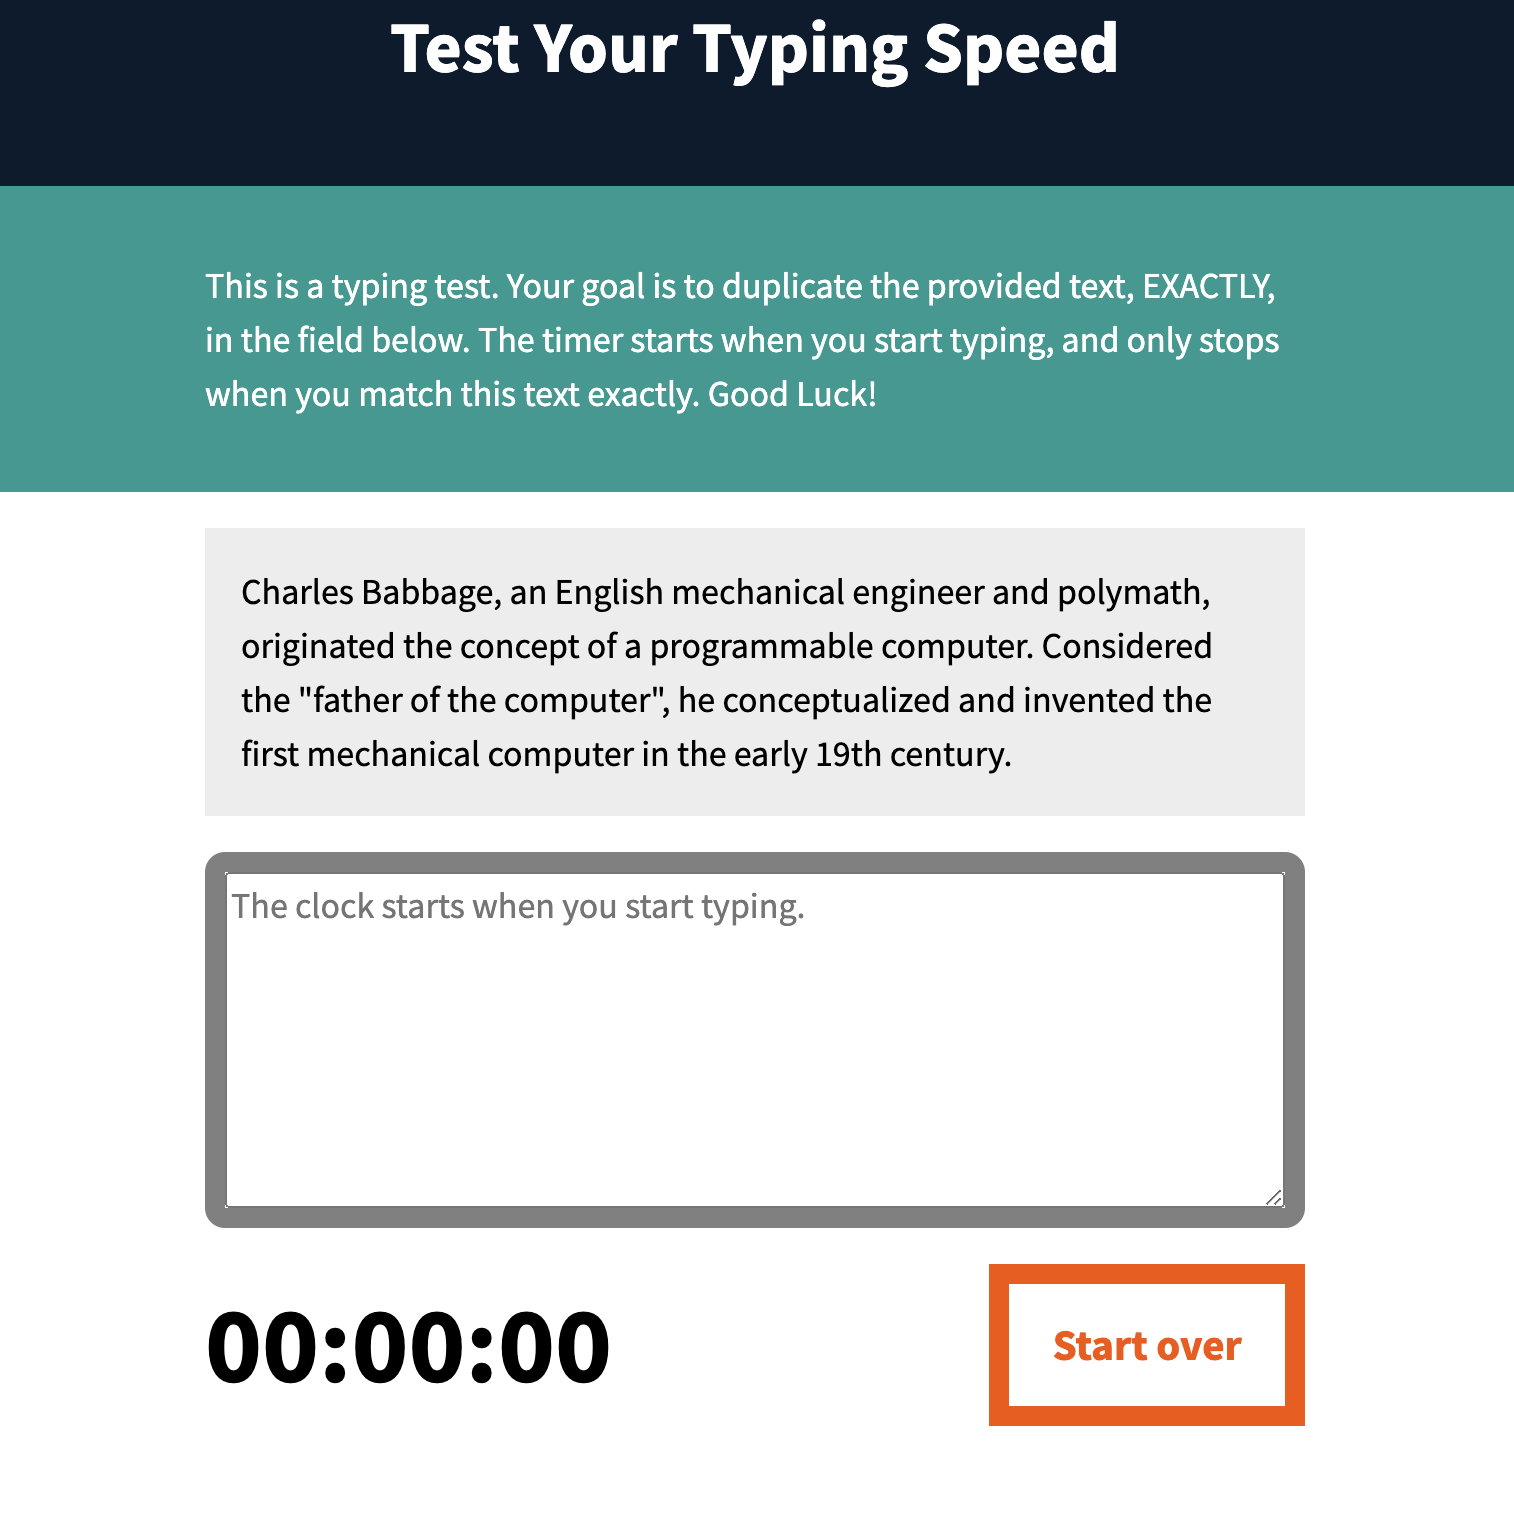 Test Your Typing Speed
This is a typing test. Your goal is to duplicate the provided text, EXACTLY,
in the field below. The timer starts when you start typing, and only stops
when you match this text exactly. Good Luck!
Charles Babbage, an English mechanical engineer and polymath,
originated the concept of a programmable computer. Considered
the "father of the computer", he conceptualized and invented the
first mechanical computer in the early 19th century.
The clock starts when you start typing.
00:00:00
Start over